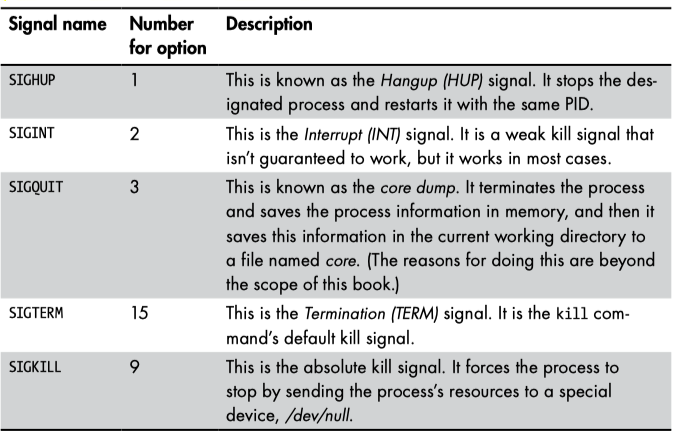 Signal name Number Description
for option
SIGHUP 1 This is known as the Hangup (HUP) signal. It stops the des-
ignated process and restarts it with the same PID.
SIGINT 2 This is the Interrupt (INT) signal. It is a weak kill signal that
isn't guaranteed to work, but it works in most cases.
SIGQUIT 3 This is known as the core dump. It terminates the process
and saves the process information in memory, and then it
saves this information in the current working directory to
a file named core. (The reasons for doing this are beyond
the scope of this book.)
SIGTERM 15 This is the Termination (TERM) signal. It is the kill com-
mand's default kill signal.
SIGKILL 9 This is the absolute kill signal. It forces the process to
stop by sending the process's resources to a special
device, /dev/null.